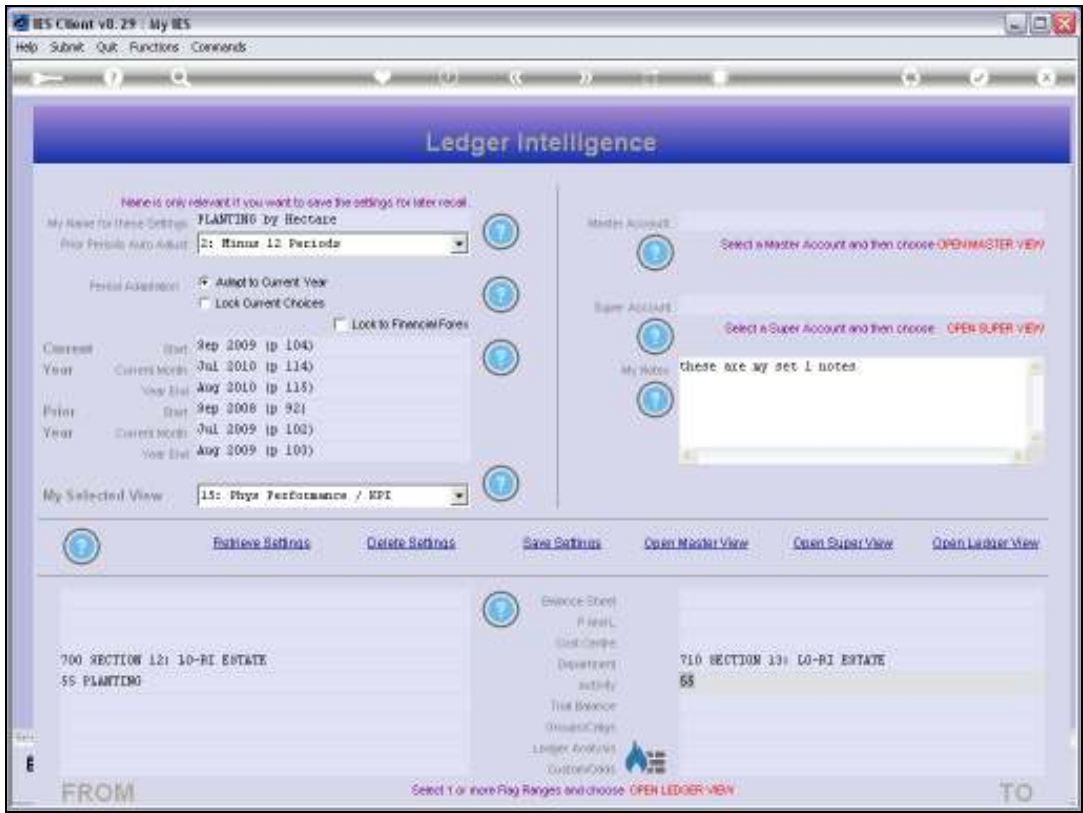 IES Client v8.29 : My IES
Help Submit Quit Functions Commands
Ledger Intelligence
Name is only relevant if you want to save the settings for later recall.
My Name for these Settings PLANTING by Hectare
Prior Periods Auto Adjust 2: Minus 12 Periods
Period Adaptation Adapt to Current Year
Lock Current Choices
Lock to Financial Forex
Current Start Sep 2009 (p 104)
Year Current Month Jul 2010 (p 114)
Year End Aug 2010 (p 115)
Prior Start Sep 2008 (p 92)
Year Current Month Jul 2009 (p 102)
Year End Aug 2009 (p 103)
My Selected View 15: Phys Performance / KPI
Master Account
Select a Master Account and then choose OPEN MASTER VIEW
Super Account
Select a Super Account and then choose OPEN SUPER VIEW
My Notes these are my set 1 notes
Retrieve Settings Delete Settings Save Settings Open Master View Open Super View Open Ledger View
Balance Sheet
P and L
Cost Centre
700 SECTION 12: LO-RI ESTATE Department 710 SECTION 13: LO-RI ESTATE
55 PLANTING Activity 55
Trial Balance
Ledger Analysis
FROM Select 1 or more Flag Ranges and choose OPEN LEDGER VIEW TO